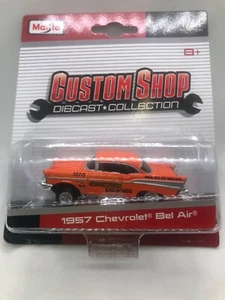 Maisto
8+
CUSTOM SHOP
DIECAST★COLLECTION
1957 Chevrolet® Bel Air®